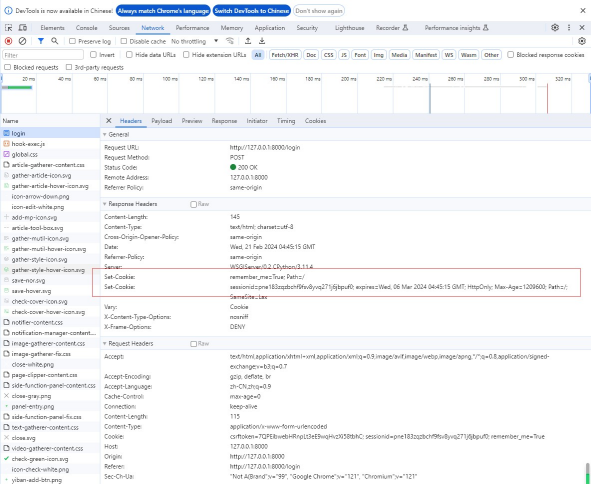 DevTools is now available in Chinese! Always match Chrome's language Switch DevTools to Chinese Don't show again
Elements Console Sources Network Performance Memory Application Security Lighthouse Recorder Performance insights
Preserve log Disable cache No throttling
Filter Invert Hide data URLs Hide extension URLs All Fetch/XHR Doc CSS JS Font Img Media Manifest WS Wasm Other Blocked response cookies
Blocked requests 3rd-party requests
20 ms 40 ms 60 ms 80 ms 100 ms 120 ms 140 ms 160 ms 180 ms 200 ms 220 ms 240 ms 260 ms 280 ms 300 ms 320 ms
Name Headers Payload Preview Response Initiator Timing Cookies
login
hook-exec.js
global.css
article-gatherer-content.css
gather-article-icon.svg
gather-article-hover-icon.svg
icon-arrow-down.png
icon-edit-white.png
add-mp-icon.svg
article-tool-box.svg
gather-mutil-icon.svg
gather-mutil-hover-icon.svg
gather-style-icon.svg
gather-style-hover-icon.svg
save-hover.svg
check-cover-icon.svg
check-cover-hover-icon.svg
notifier-content.css
notification-manager-content...
image-gatherer-content.css
image-gatherer-fix.css
close-white.png
page-clipper-content.css
side-function-panel-content.css
close-gray.png
panel-entry.png
side-function-panel-fix.css
text-gatherer-content.css
close.svg
video-gatherer-content.css
check-green-icon.svg
icon-check-white.png
yiban-add-btn.png
General
Request URL: http://127.0.0.1:8000/login
Request Method: POST
Status Code: 200 OK
Remote Address: 127.0.0.1:8000
Referrer Policy: same-origin
Response Headers Raw
Content-Length: 145
Content-Type: text/html; charset=utf-8
Cross-Origin-Opener-Policy: same-origin
Date: Wed, 21 Feb 2024 04:45:15 GMT
Referrer-Policy: same-origin
Server: WSGIServer/0.2 CPython/3.11.4
Set-Cookie: remember_me=True; Path=/
Set-Cookie: sessionid=pne183zqzbchf9fsv8yvq271j6jbpuf0; expires=Wed, 06 Mar 2024 04:45:15 GMT; HttpOnly; Max-Age=1209600; Path=/;
SameSite=Lax
Vary: Cookie
X-Content-Type-Options: nosniff
X-Frame-Options: DENY
Request Headers Raw
Accept: text/html,application/xhtml+xml,application/xml;q=0.9,image/avif,image/webp,image/apng,*/*;q=0.8,application/signed-
exchange;v=b3;q=0.7
Accept-Encoding: gzip, deflate, br
Accept-Language: zh-CN,zh;q=0.9
Cache-Control: max-age=0
Connection: keep-alive
Content-Length: 115
Content-Type: application/x-www-form-urlencoded
Cookie: sessionid=pne183zqzbchf9fsv8yvq271j6jbpuf0; remember_me=True
Host: 127.0.0.1:8000
Origin: http://127.0.0.1:8000
Referer: http://127.0.0.1:8000/login
Sec-Ch-Ua: "Not A(Brand";v="99", "Google Chrome";v="121", "Chromium";v="121"